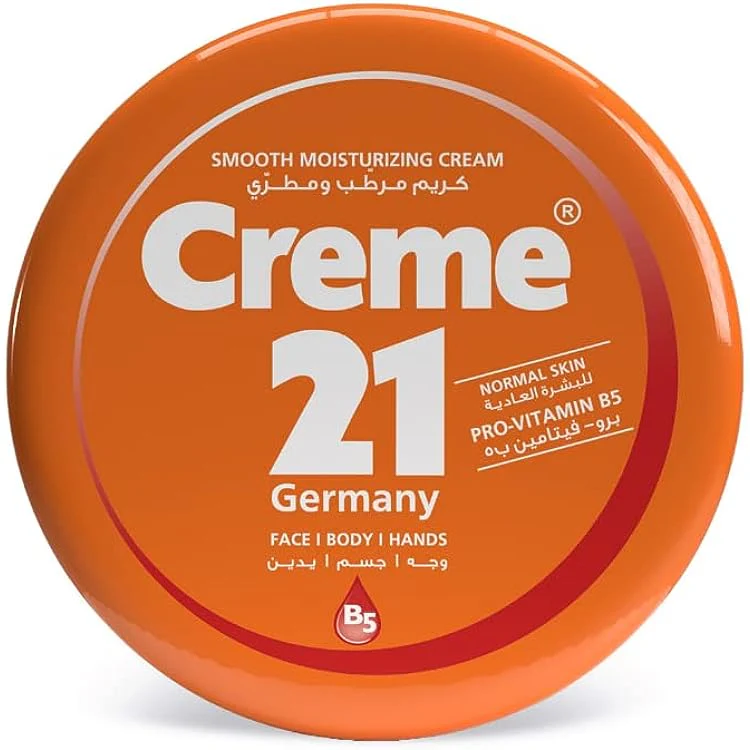 SMOOTH MOISTURIZING CREAM
كريم مرطّب ومطرّي
Creme®
21
Germany
NORMAL SKIN
للبشرة العادية
PRO-VITAMIN B5
برو- فيتامين ب٥
FACE I BODY I HANDS
وجه I جسم I يدين
B5